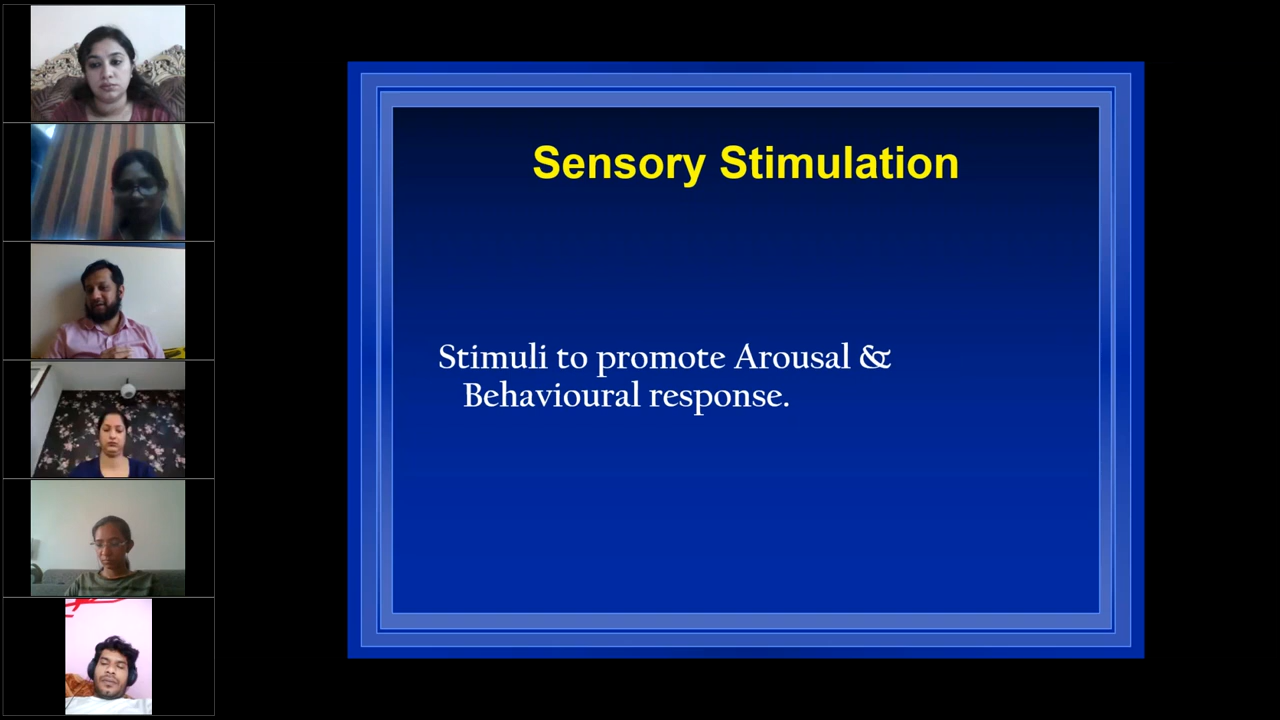 Sensory Stimulation
Stimuli to promote Arousal &
Behavioural response.